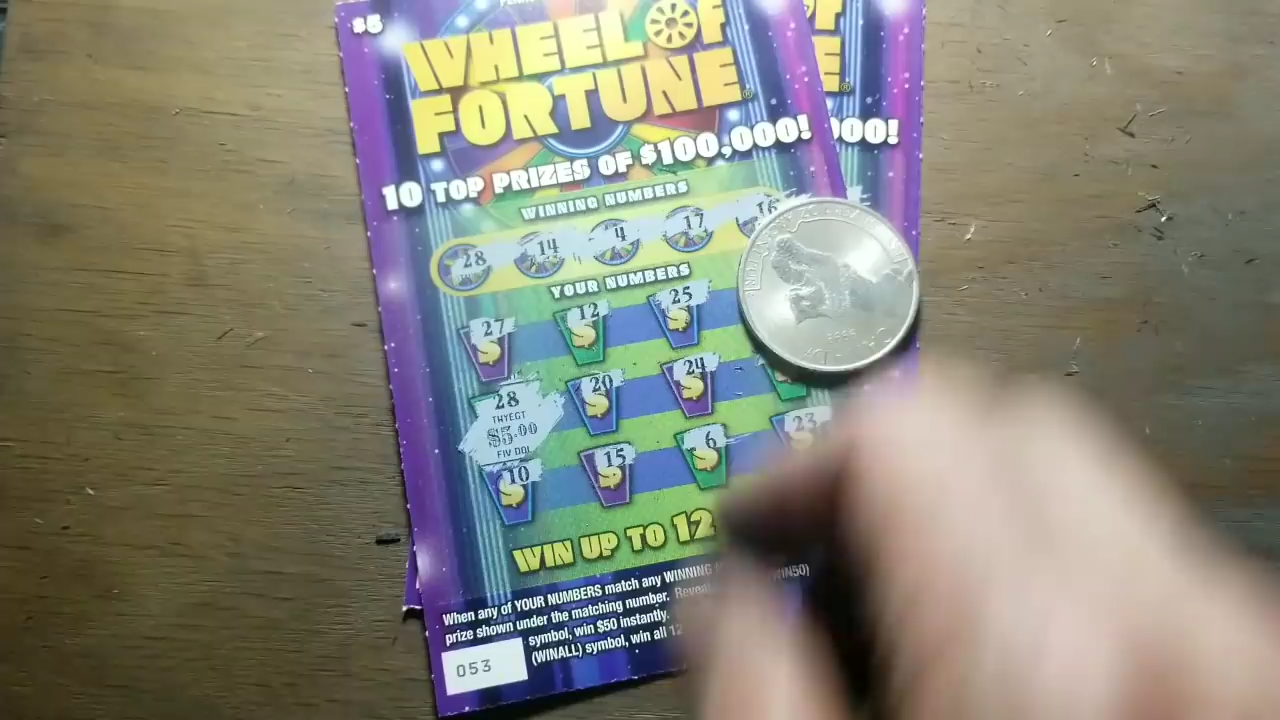 $5
WHEEL OF
FORTUNE®
10 TOP PRIZES OF $100,000!
WINNING NUMBERS
28 14 4 17 16
YOUR NUMBERS
27 12 25
28 20 24
THYEGT
$5.00
FIV DOL
10 15 6 23
WIN UP TO 12
When any of YOUR NUMBERS match any WINNING
prize shown under the matching number. Reveal
symbol, win $50 instantly.
(WINALL) symbol, win all 12
053
E®
000!